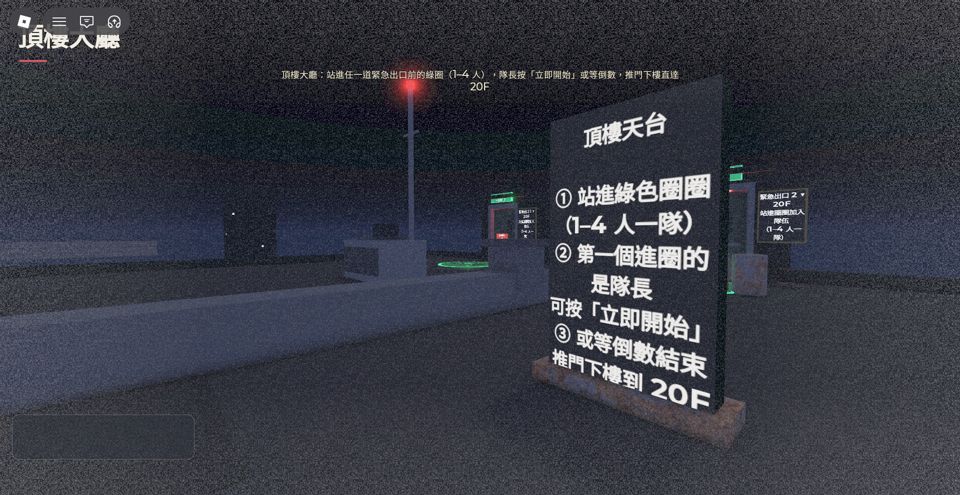 頂樓大廳
頂樓大廳：站進任一道緊急出口前的綠圈（1–4 人），隊長按「立即開始」或等倒數，推門下樓直達
20F
頂樓天台
① 站進綠色圈圈
（1–4 人一隊）
② 第一個進圈的
是隊長
可按「立即開始」
③ 或等倒數結束
推門下樓到 20F
緊急出口 2
20F
站進圈圈加入
隊伍
（1–4 人一
隊）